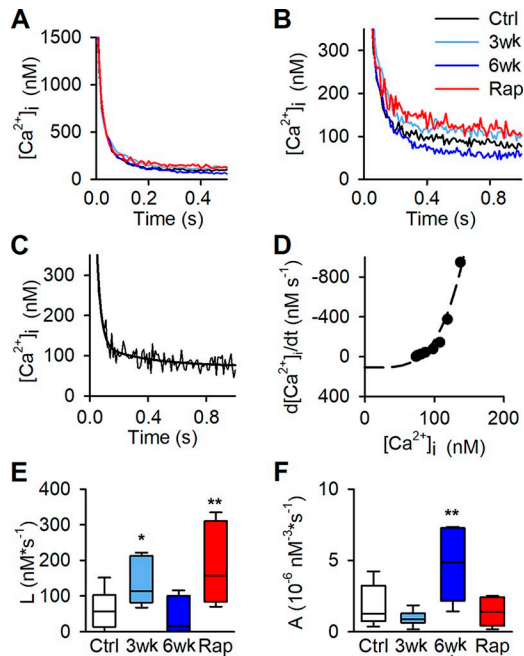 A
[Ca²⁺]ᵢ (nM)
1500
1000
500
0
0.0 0.2 0.4
Time (s)
B
[Ca²⁺]ᵢ (nM)
300
200
100
0
0.0 0.4 0.8
Time (s)
Ctrl
3wk
6wk
Rap
C
[Ca²⁺]ᵢ (nM)
300
200
100
0
0.0 0.4 0.8
Time (s)
D
d[Ca²⁺]ᵢ/dt (nM s⁻¹)
-800
-400
0
400
0 100 200
[Ca²⁺]ᵢ (nM)
E
L (nM*s⁻¹)
400
300
200
100
0
*
**
Ctrl 3wk 6wk Rap
F
A (10⁻⁶ nM⁻³*s⁻¹)
10
5
0
**
Ctrl 3wk 6wk Rap